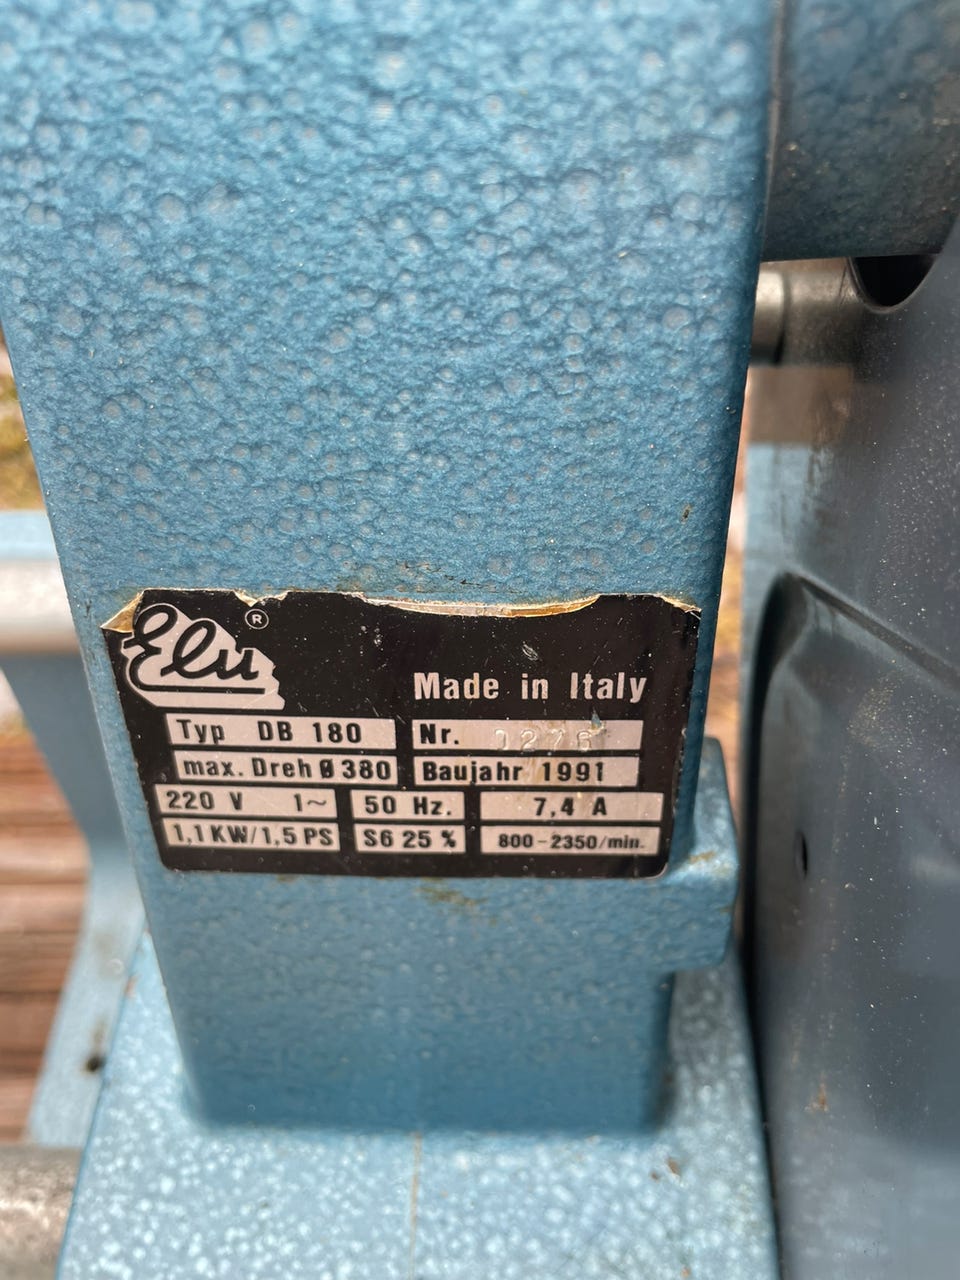 Elu ®
Made in Italy
Typ DB 180 Nr.
max. Dreh Ø 380 Baujahr 1991
220 V 1~ 50 Hz. 7,4 A
1,1 KW/1,5 PS S6 25 % 800-2350/min.